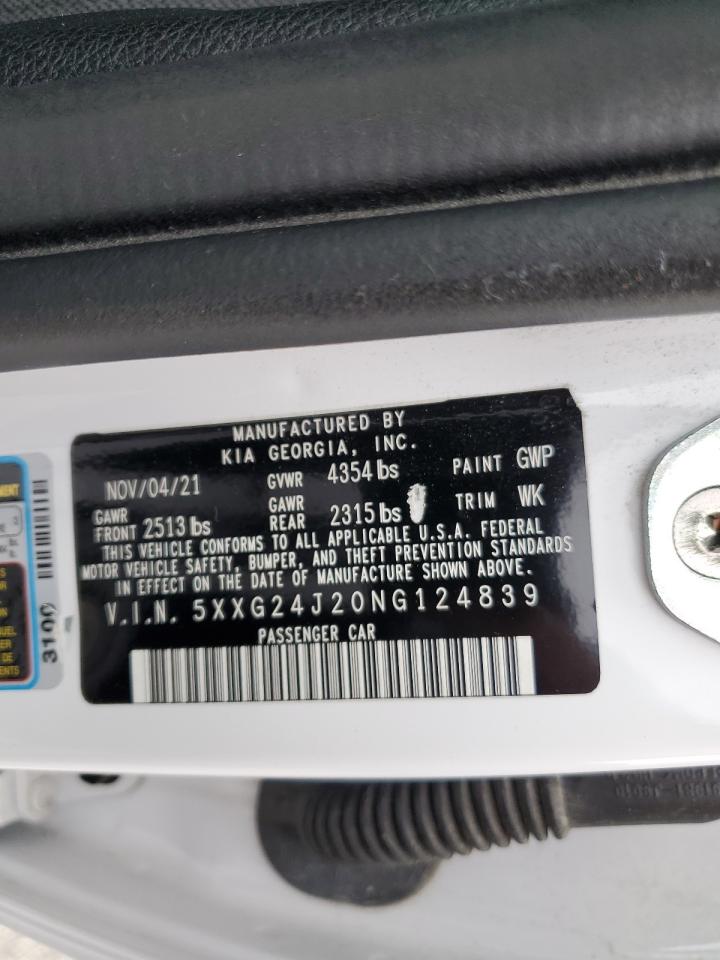 MANUFACTURED BY
KIA GEORGIA, INC.
NOV/04/21 GVWR 4354 lbs PAINT GWP
GAWR FRONT 2513 lbs GAWR REAR 2315 lbs TRIM WK
THIS VEHICLE CONFORMS TO ALL APPLICABLE U.S.A. FEDERAL
MOTOR VEHICLE SAFETY, BUMPER, AND THEFT PREVENTION STANDARDS
IN EFFECT ON THE DATE OF MANUFACTURE SHOWN ABOVE.
V.I.N. 5XXG24J20NG124839
PASSENGER CAR